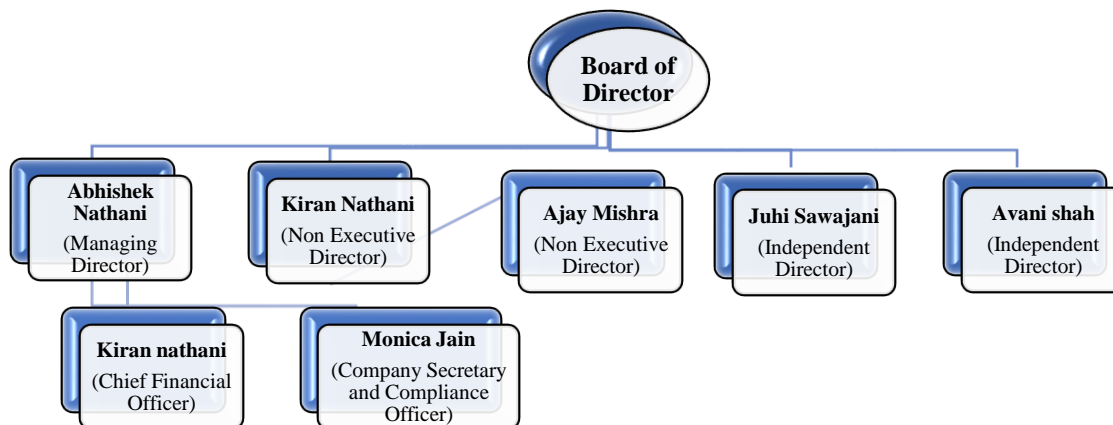 Board of
Director
Abhishek
Nathani
(Managing
Director)
Kiran Nathani
(Non Executive
Director)
Ajay Mishra
(Non Executive
Director)
Juhi Sawajani
(Independent
Director)
Avani shah
(Independent
Director)
Kiran nathani
(Chief Financial
Officer)
Monica Jain
(Company Secretary
and Compliance
Officer)